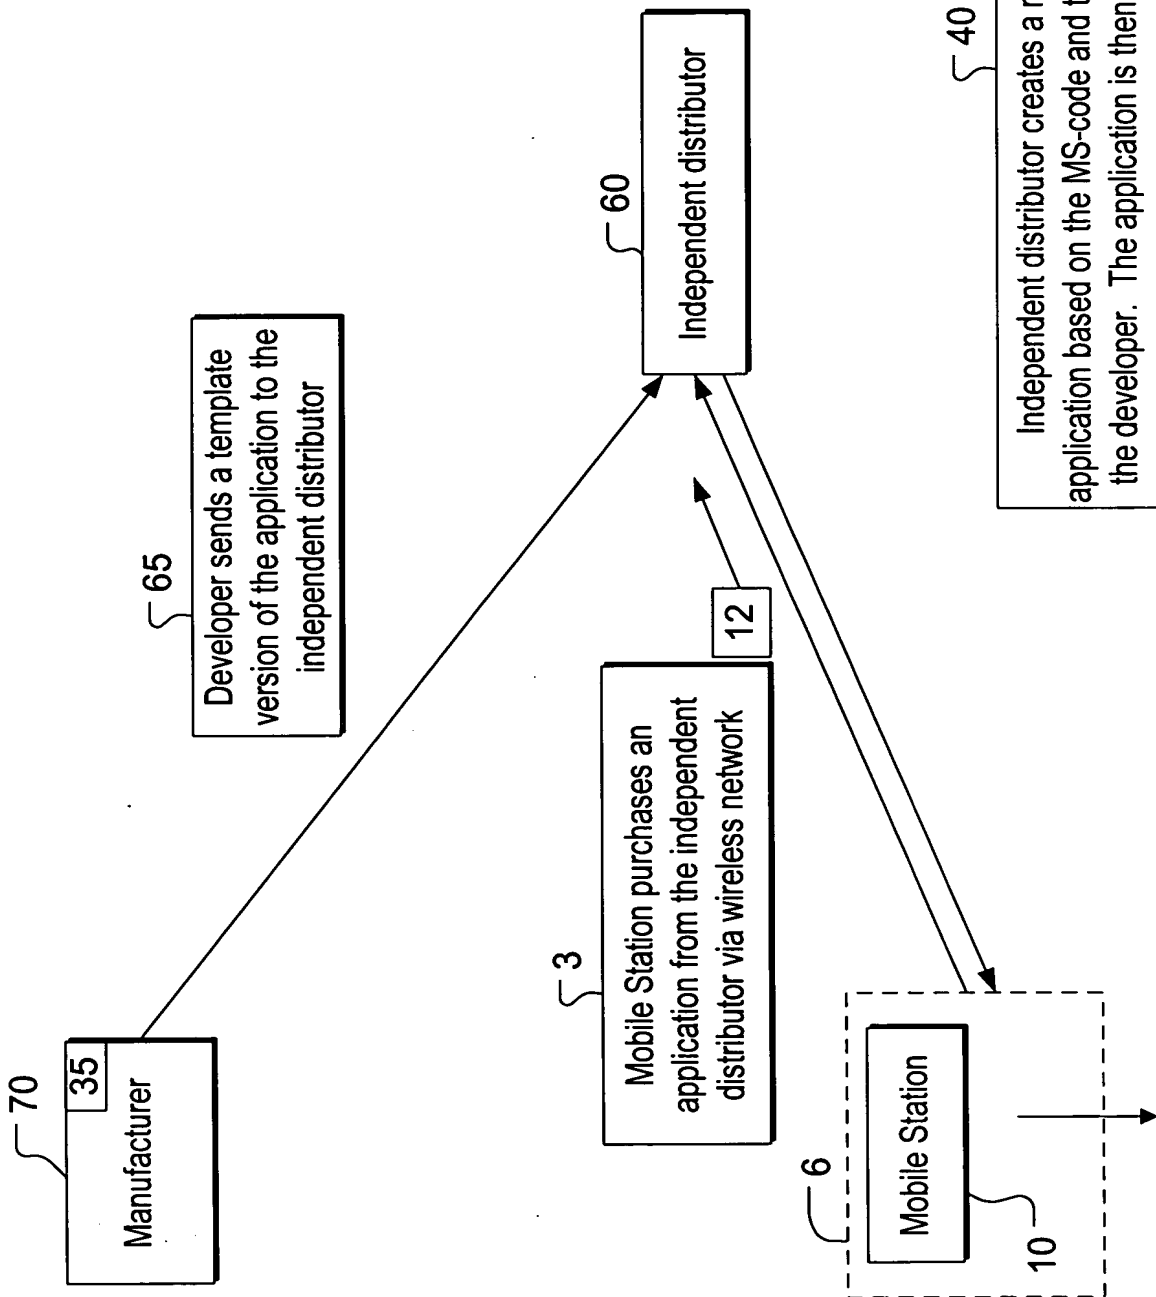 70
35
Manufacturer
65
Developer sends a template
version of the application to the
independent distributor
60
Independent distributor
3
Mobile Station purchases an
application from the independent
distributor via wireless network
12
6
Mobile Station
10
40
Independent distributor creates a
application based on the MS-code and
the developer. The application is then